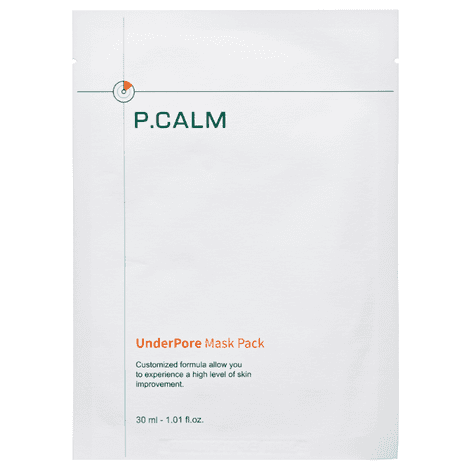 P.CALM
UnderPore Mask Pack
Customized formula allow you
to experience a high level of skin
improvement.
30 ml - 1.01 fl.oz.